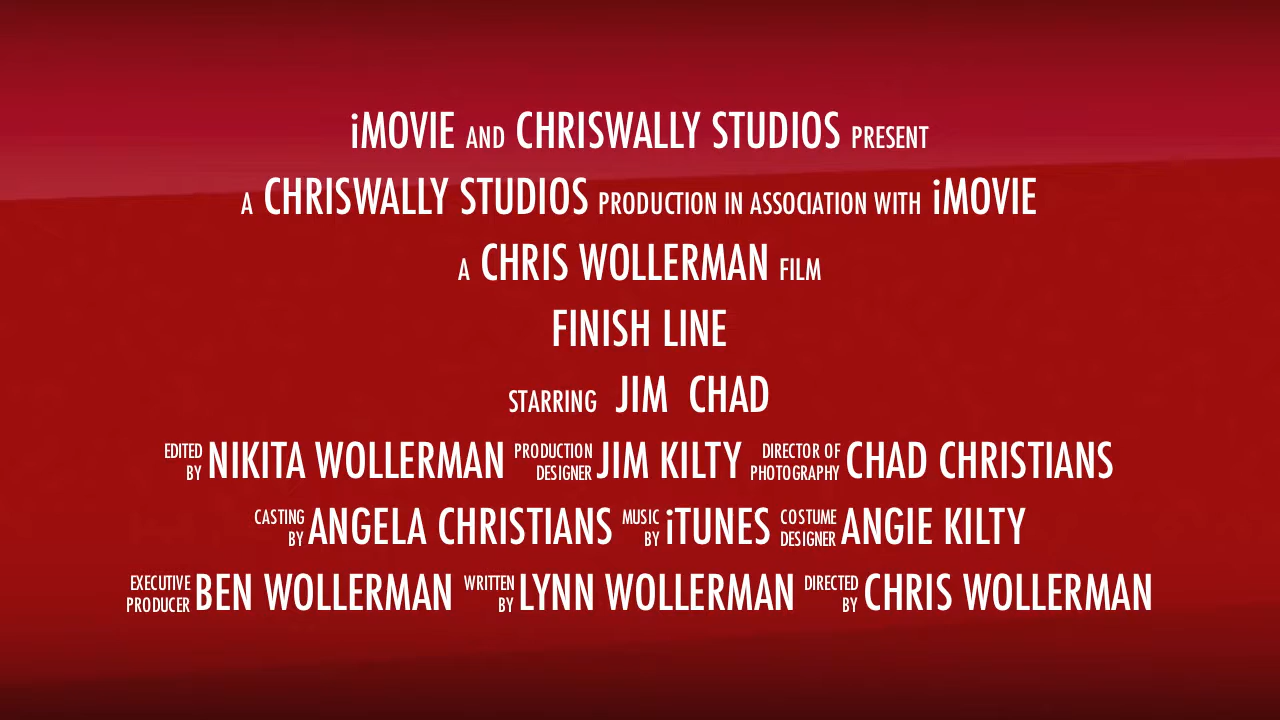 iMOVIE AND CHRISWALLY STUDIOS PRESENT
A CHRISWALLY STUDIOS PRODUCTION IN ASSOCIATION WITH iMOVIE
A CHRIS WOLLERMAN FILM
FINISH LINE
STARRING JIM CHAD
EDITED BY NIKITA WOLLERMAN PRODUCTION DESIGNER JIM KILTY DIRECTOR OF PHOTOGRAPHY CHAD CHRISTIANS
CASTING BY ANGELA CHRISTIANS MUSIC BY iTUNES COSTUME DESIGNER ANGIE KILTY
EXECUTIVE PRODUCER BEN WOLLERMAN WRITTEN BY LYNN WOLLERMAN DIRECTED BY CHRIS WOLLERMAN